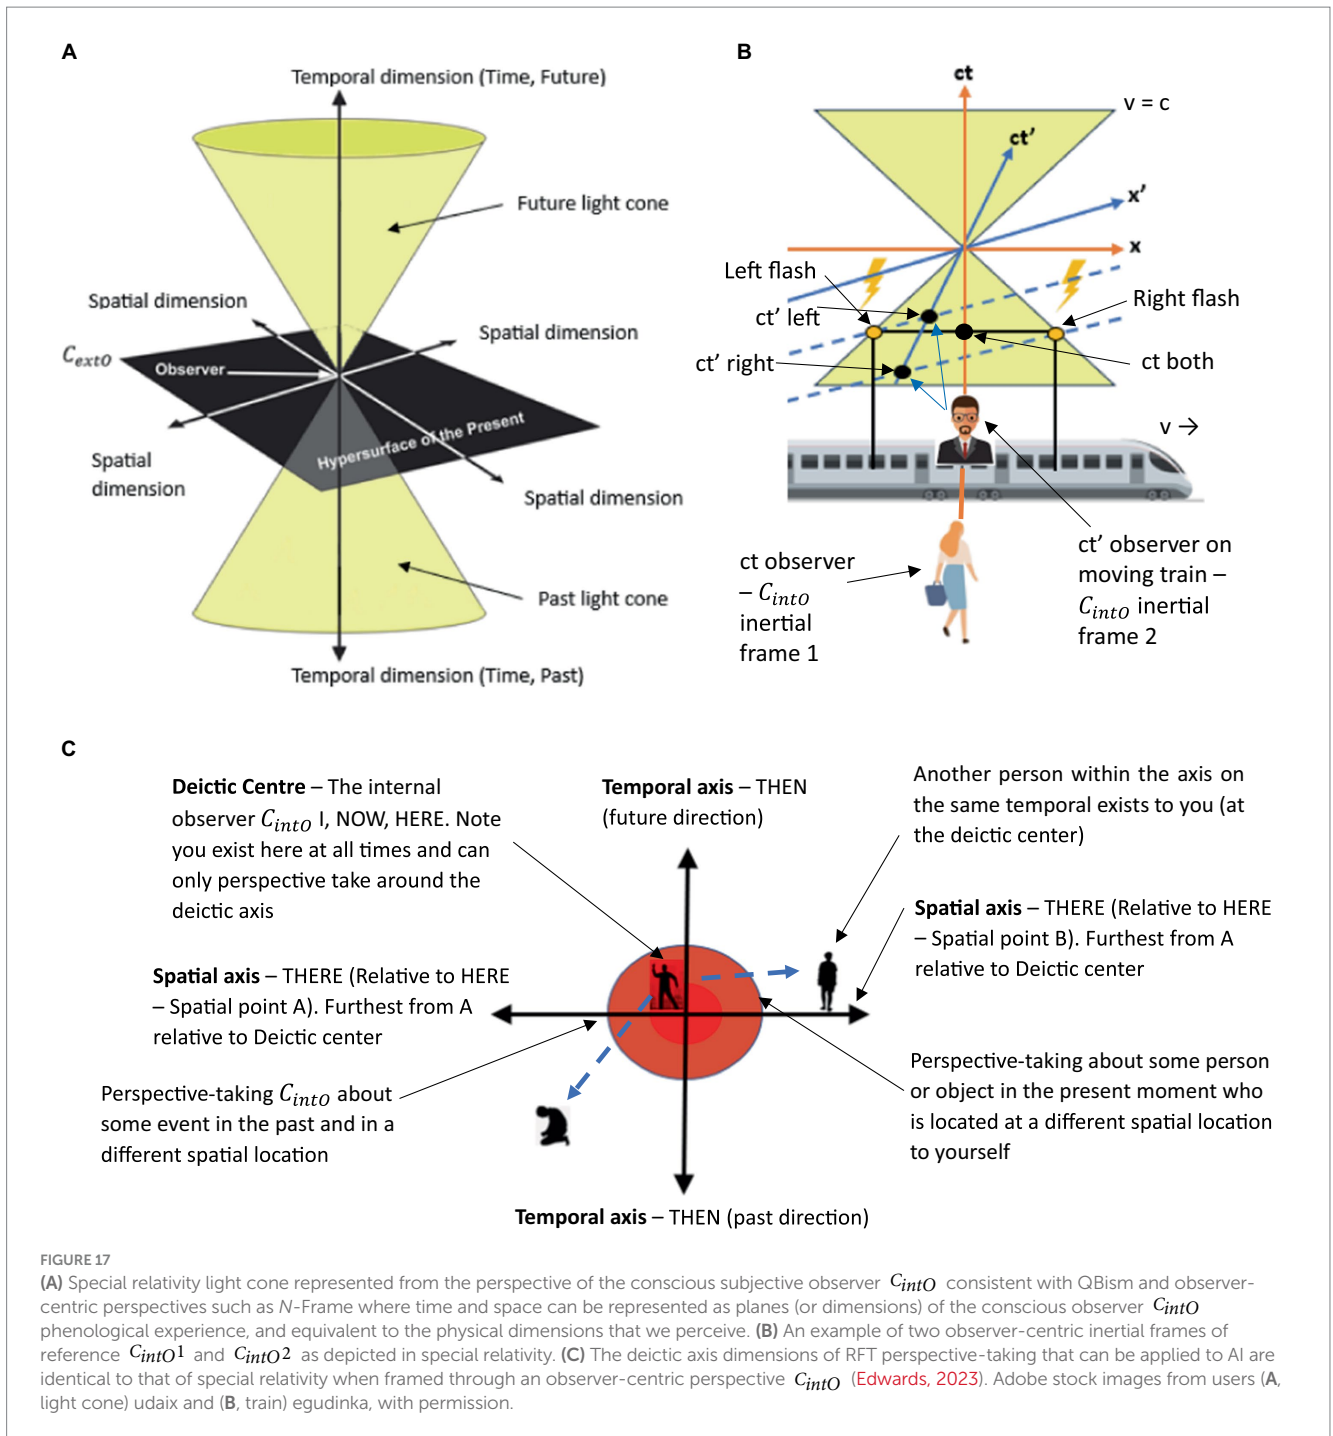 A
Temporal dimension (Time, Future)
Future light cone
Spatial dimension
Spatial dimension
C_extO
Observer
Hypersurface of the Present
Spatial
dimension
Spatial dimension
Past light cone
Temporal dimension (Time, Past)
B
ct
v = c
ct’
x’
x
Left flash
Right flash
ct’ left
ct’ right
ct both
v →
ct observer
– C_intO
inertial
frame 1
ct’ observer on
moving train –
C_intO inertial
frame 2
C
Deictic Centre – The internal
observer C_intO I, NOW, HERE. Note
you exist here at all times and can
only perspective take around the
deictic axis
Temporal axis – THEN
(future direction)
Another person within the axis on
the same temporal exists to you (at
the deictic center)
Spatial axis – THERE (Relative to HERE
– Spatial point B). Furthest from A
relative to Deictic center
Spatial axis – THERE (Relative to HERE
– Spatial point A). Furthest from A
relative to Deictic center
Perspective-taking C_intO about
some event in the past and in a
different spatial location
Perspective-taking about some person
or object in the present moment who
is located at a different spatial location
to yourself
Temporal axis – THEN (past direction)
FIGURE 17
(A) Special relativity light cone represented from the perspective of the conscious subjective observer C_intO consistent with QBism and observer-
centric perspectives such as N-Frame where time and space can be represented as planes (or dimensions) of the conscious observer C_intO
phenological experience, and equivalent to the physical dimensions that we perceive. (B) An example of two observer-centric inertial frames of
reference C_intO1 and C_intO2 as depicted in special relativity. (C) The deictic axis dimensions of RFT perspective-taking that can be applied to AI are
identical to that of special relativity when framed through an observer-centric perspective C_intO (Edwards, 2023). Adobe stock images from users (A,
light cone) udaix and (B, train) egudinka, with permission.